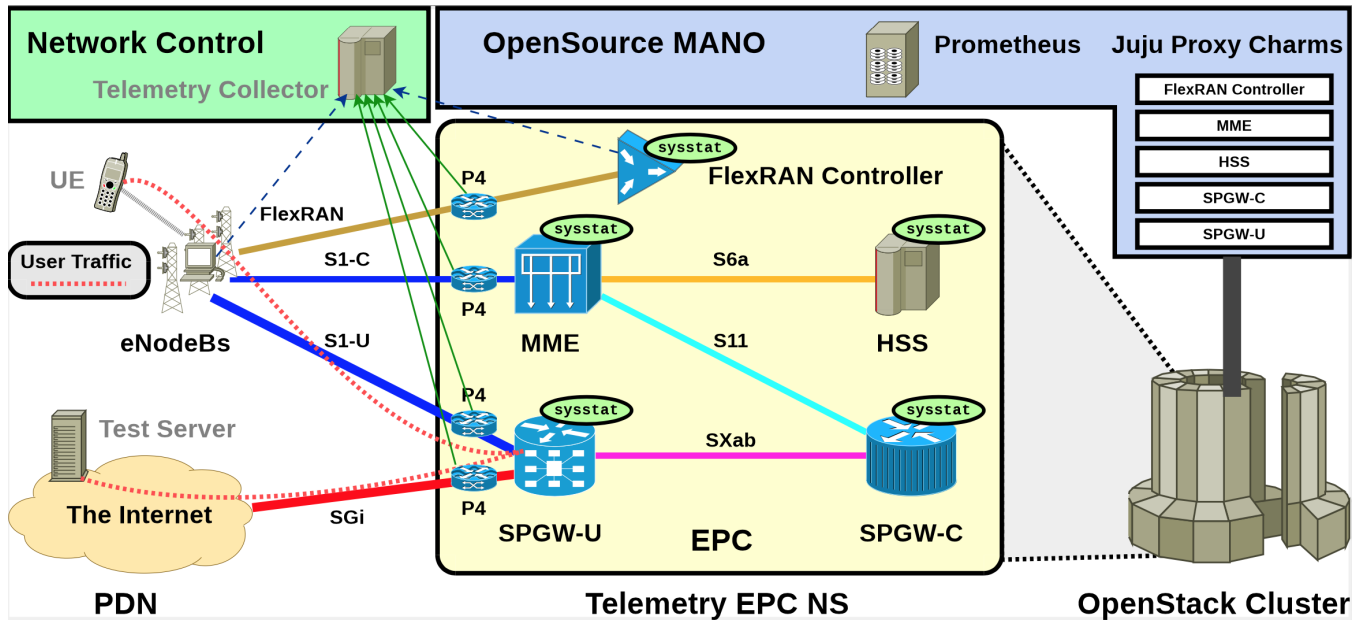 Network Control
Telemetry Collector
OpenSource MANO
Prometheus
Juju Proxy Charms
FlexRAN Controller
MME
HSS
SPGW-C
SPGW-U
UE
User Traffic
eNodeBs
FlexRAN
S1-C
S1-U
P4
P4
P4
P4
sysstat
FlexRAN Controller
sysstat
MME
S6a
sysstat
HSS
S11
sysstat
SPGW-U
SXab
sysstat
SPGW-C
EPC
Test Server
The Internet
SGi
PDN
Telemetry EPC NS
OpenStack Cluster